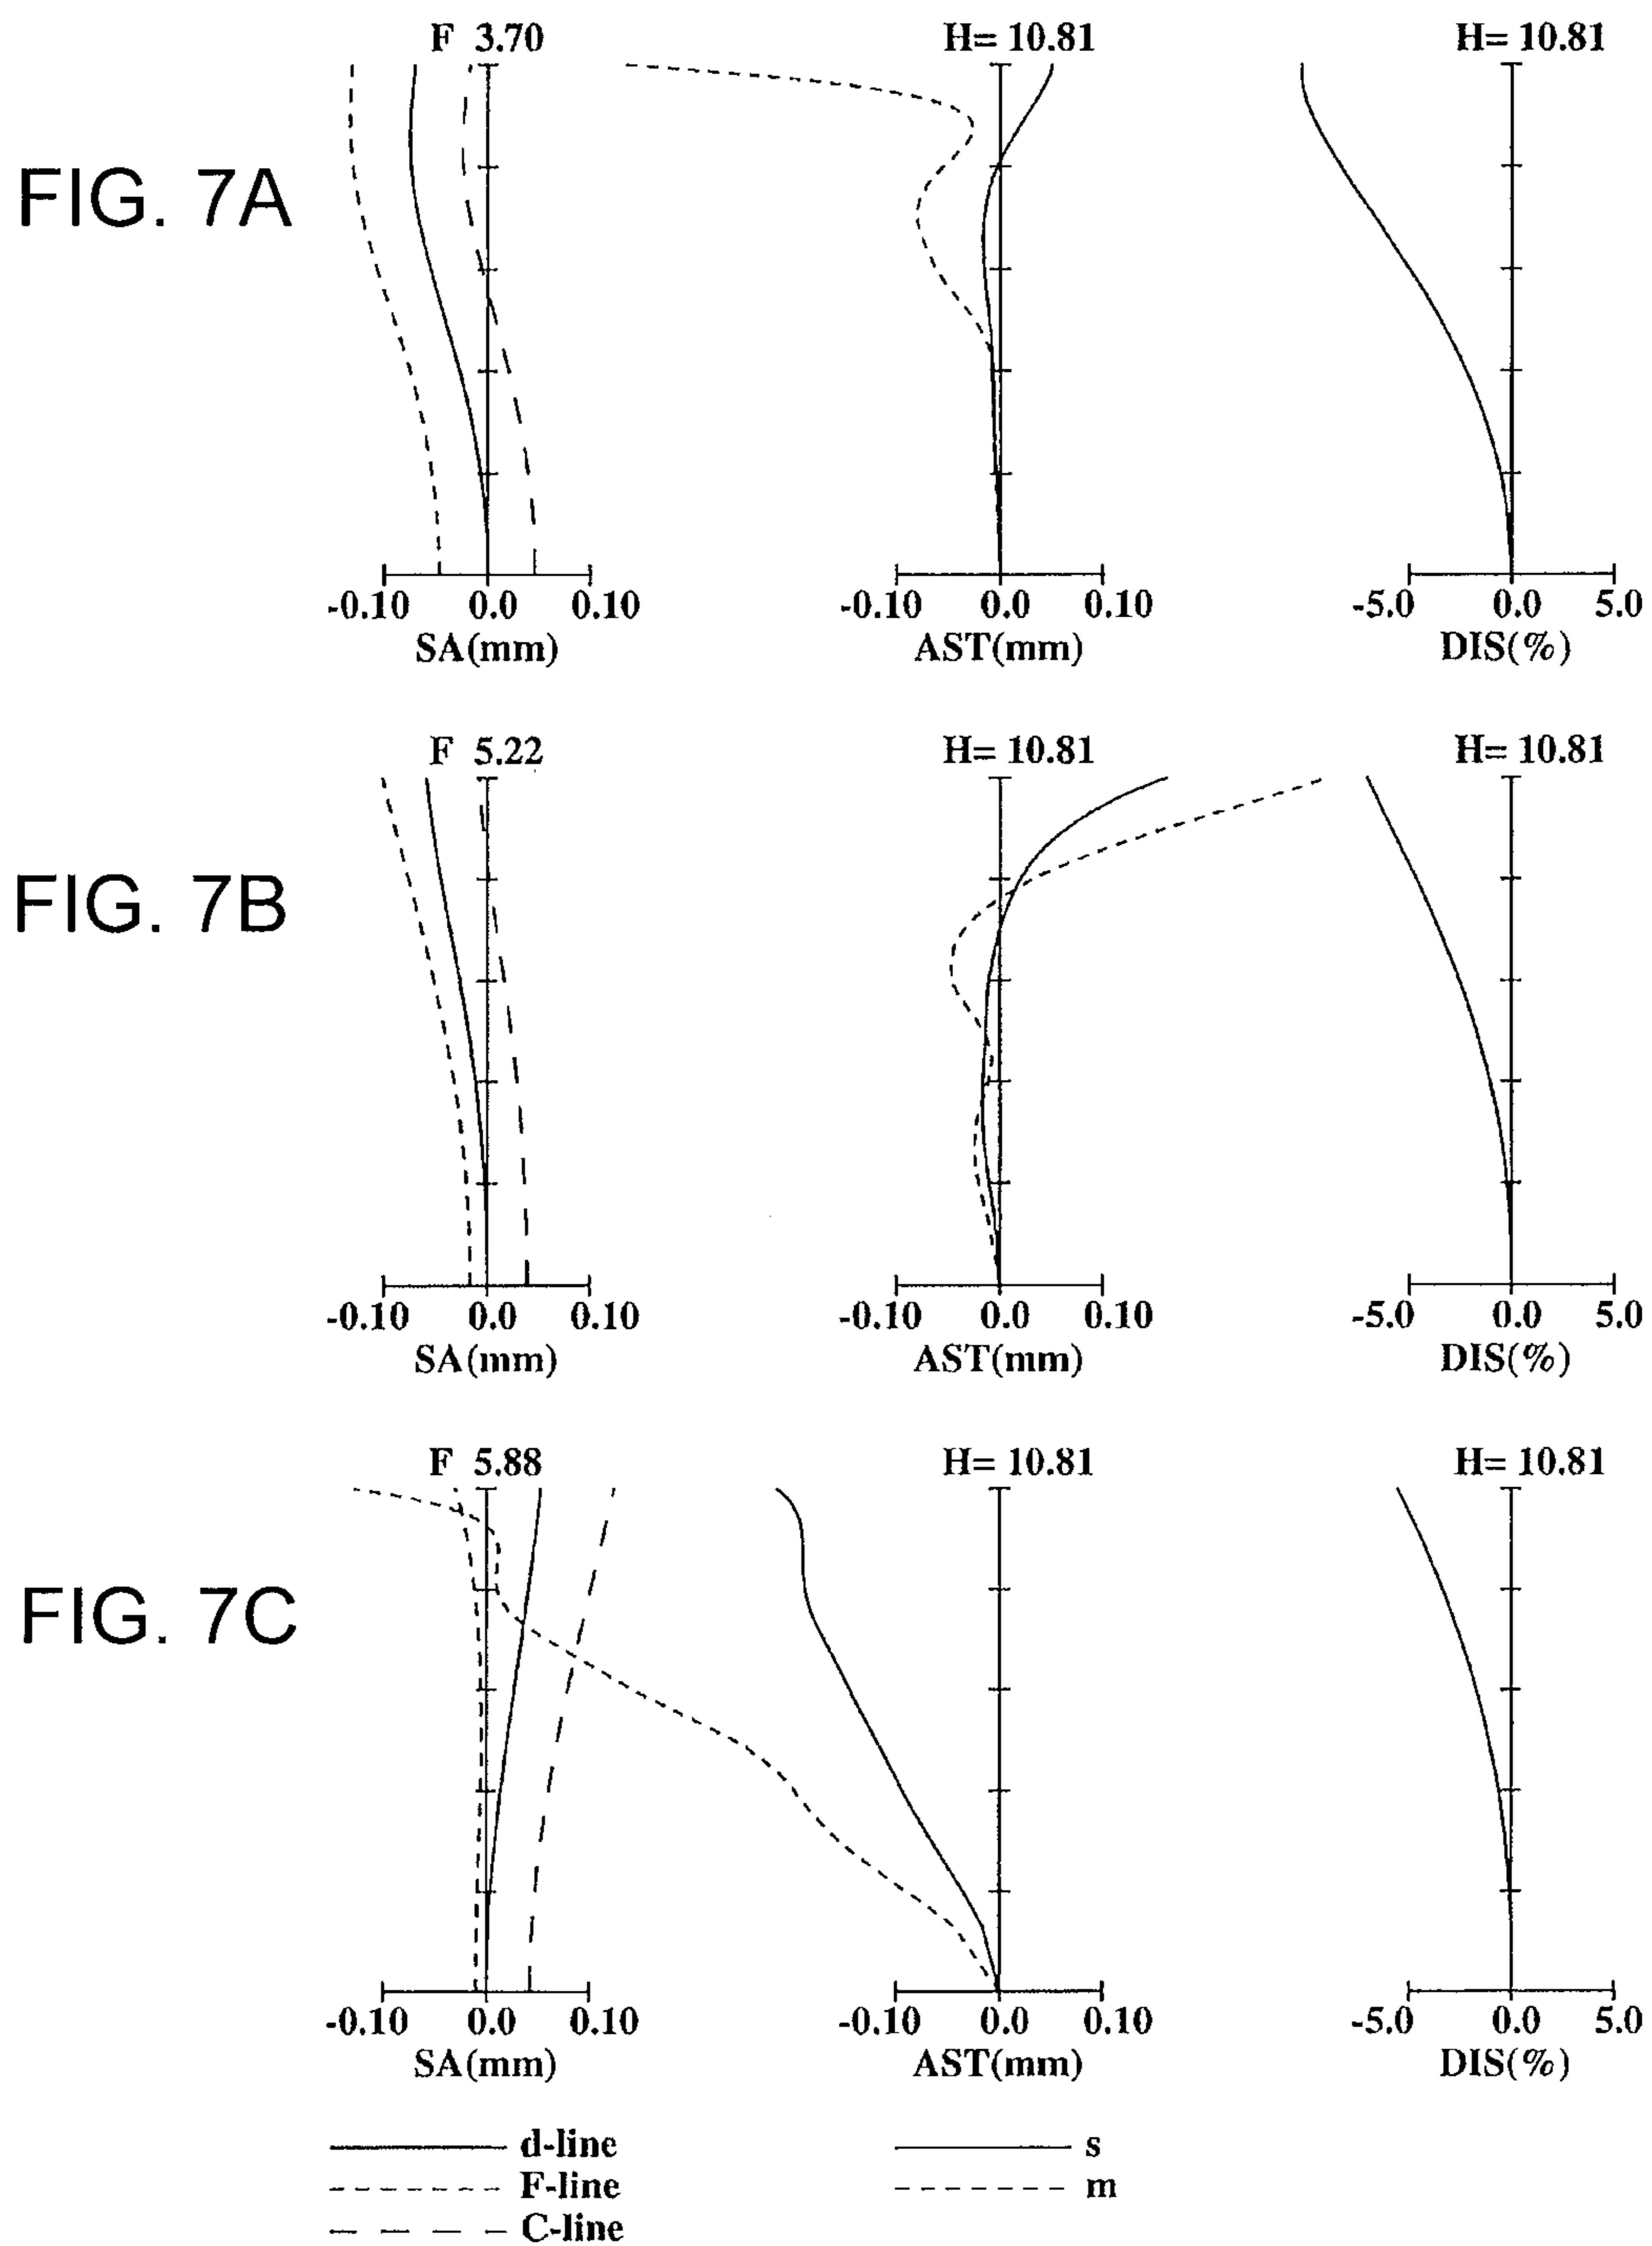 F 3.70 H= 10.81 H= 10.81
FIG. 7A
-0.10 0.0 0.10 -0.10 0.0 0.10 -5.0 0.0 5.0
SA(mm) AST(mm) DIS(%)
F 5.22 H= 10.81 H= 10.81
FIG. 7B
-0.10 0.0 0.10 -0.10 0.0 0.10 -5.0 0.0 5.0
SA(mm) AST(mm) DIS(%)
F 5.88 H= 10.81 H= 10.81
FIG. 7C
-0.10 0.0 0.10 -0.10 0.0 0.10 -5.0 0.0 5.0
SA(mm) AST(mm) DIS(%)
d-line s
F-line m
C-line